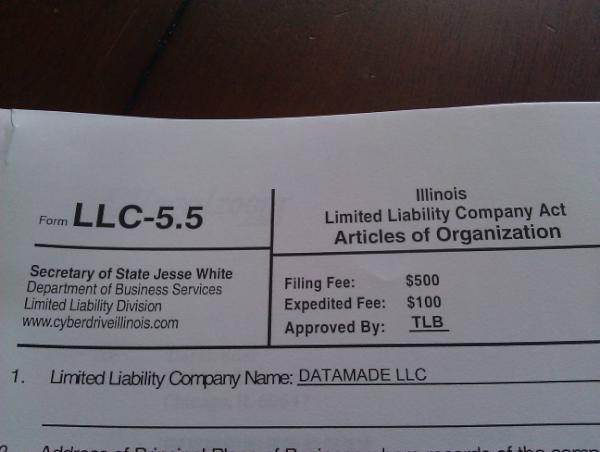 Form LLC-5.5
Illinois
Limited Liability Company Act
Articles of Organization
Secretary of State Jesse White
Department of Business Services
Limited Liability Division
www.cyberdriveillinois.com
Filing Fee: $500
Expedited Fee: $100
Approved By: TLB
1. Limited Liability Company Name: DATAMADE LLC